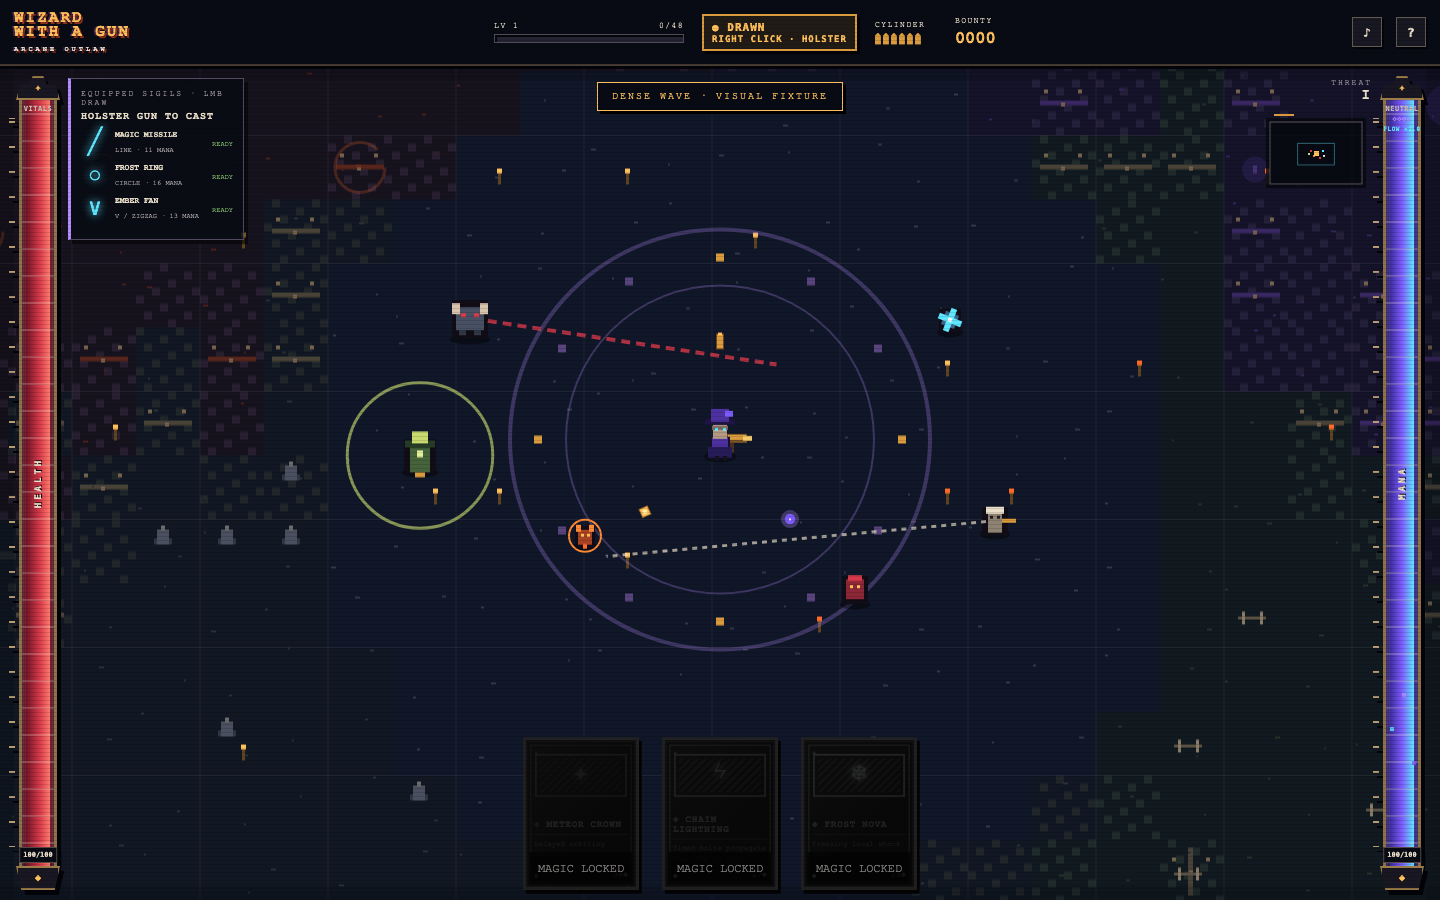 WIZARD
WITH A GUN
ARCANE OUTLAW
LV 1
0/48
DRAWN
RIGHT CLICK · HOLSTER
CYLINDER
BOUNTY
0000
♪
?
EQUIPPED SIGILS · LMB
DRAW
HOLSTER GUN TO CAST
MAGIC MISSILE
LINE · 11 MANA
READY
FROST RING
CIRCLE · 16 MANA
READY
EMBER FAN
V / ZIGZAG · 13 MANA
READY
DENSE WAVE · VISUAL FIXTURE
THREAT
I
VITALS
HEALTH
100/100
NEUTRAL
MANA
100/100
METEOR CROWN
MAGIC LOCKED
CHAIN
LIGHTNING
MAGIC LOCKED
FROST NOVA
MAGIC LOCKED